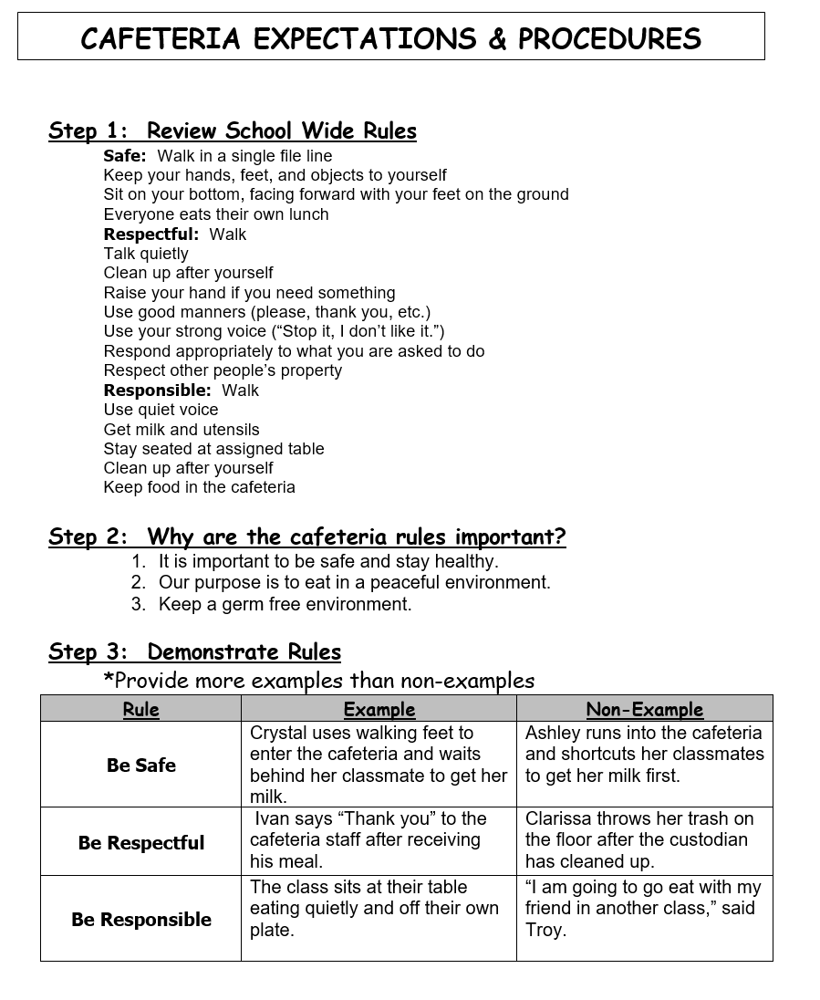 CAFETERIA EXPECTATIONS & PROCEDURES
Step 1:  Review School Wide Rules
Safe:  Walk in a single file line
Keep your hands, feet, and objects to yourself
Sit on your bottom, facing forward with your feet on the ground
Everyone eats their own lunch
Respectful:  Walk
Talk quietly
Clean up after yourself
Raise your hand if you need something
Use good manners (please, thank you, etc.)
Use your strong voice (“Stop it, I don’t like it.”)
Respond appropriately to what you are asked to do
Respect other people’s property
Responsible:  Walk
Use quiet voice
Get milk and utensils
Stay seated at assigned table
Clean up after yourself
Keep food in the cafeteria
Step 2:  Why are the cafeteria rules important?
1. It is important to be safe and stay healthy.
2. Our purpose is to eat in a peaceful environment.
3. Keep a germ free environment.
Step 3:  Demonstrate Rules
*Provide more examples than non-examples
Rule
Example
Non-Example
Be Safe
Crystal uses walking feet to
enter the cafeteria and waits
behind her classmate to get her
milk.
Ashley runs into the cafeteria
and shortcuts her classmates
to get her milk first.
Be Respectful
Ivan says “Thank you” to the
cafeteria staff after receiving
his meal.
Clarissa throws her trash on
the floor after the custodian
has cleaned up.
Be Responsible
The class sits at their table
eating quietly and off their own
plate.
“I am going to go eat with my
friend in another class,” said
Troy.